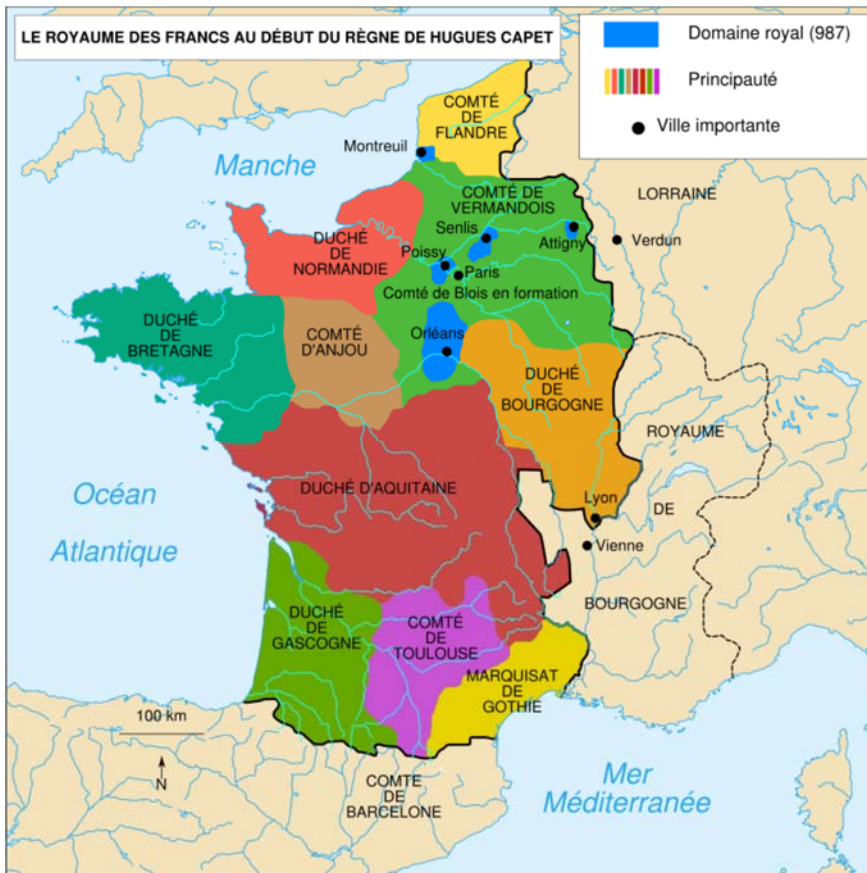 LE ROYAUME DES FRANCS AU DÉBUT DU RÈGNE DE HUGUES CAPET
Domaine royal (987)
Principauté
Ville importante
COMTÉ
DE
FLANDRE
Montreuil
Manche
COMTÉ DE
VERMANDOIS
LORRAINE
Senlis
Attigny
Verdun
DUCHÉ
DE
NORMANDIE
Poissy
Paris
Comté de Blois en formation
DUCHÉ
DE
BRETAGNE
COMTÉ
D'ANJOU
Orléans
DUCHÉ
DE
BOURGOGNE
ROYAUME
DE
BOURGOGNE
Océan
Atlantique
DUCHÉ D'AQUITAINE
Lyon
Vienne
DUCHÉ
DE
GASCOGNE
COMTÉ
DE
TOULOUSE
MARQUISAT
DE
GOTHIE
100 km
N
COMTE
DE
BARCELONE
Mer
Méditerranée